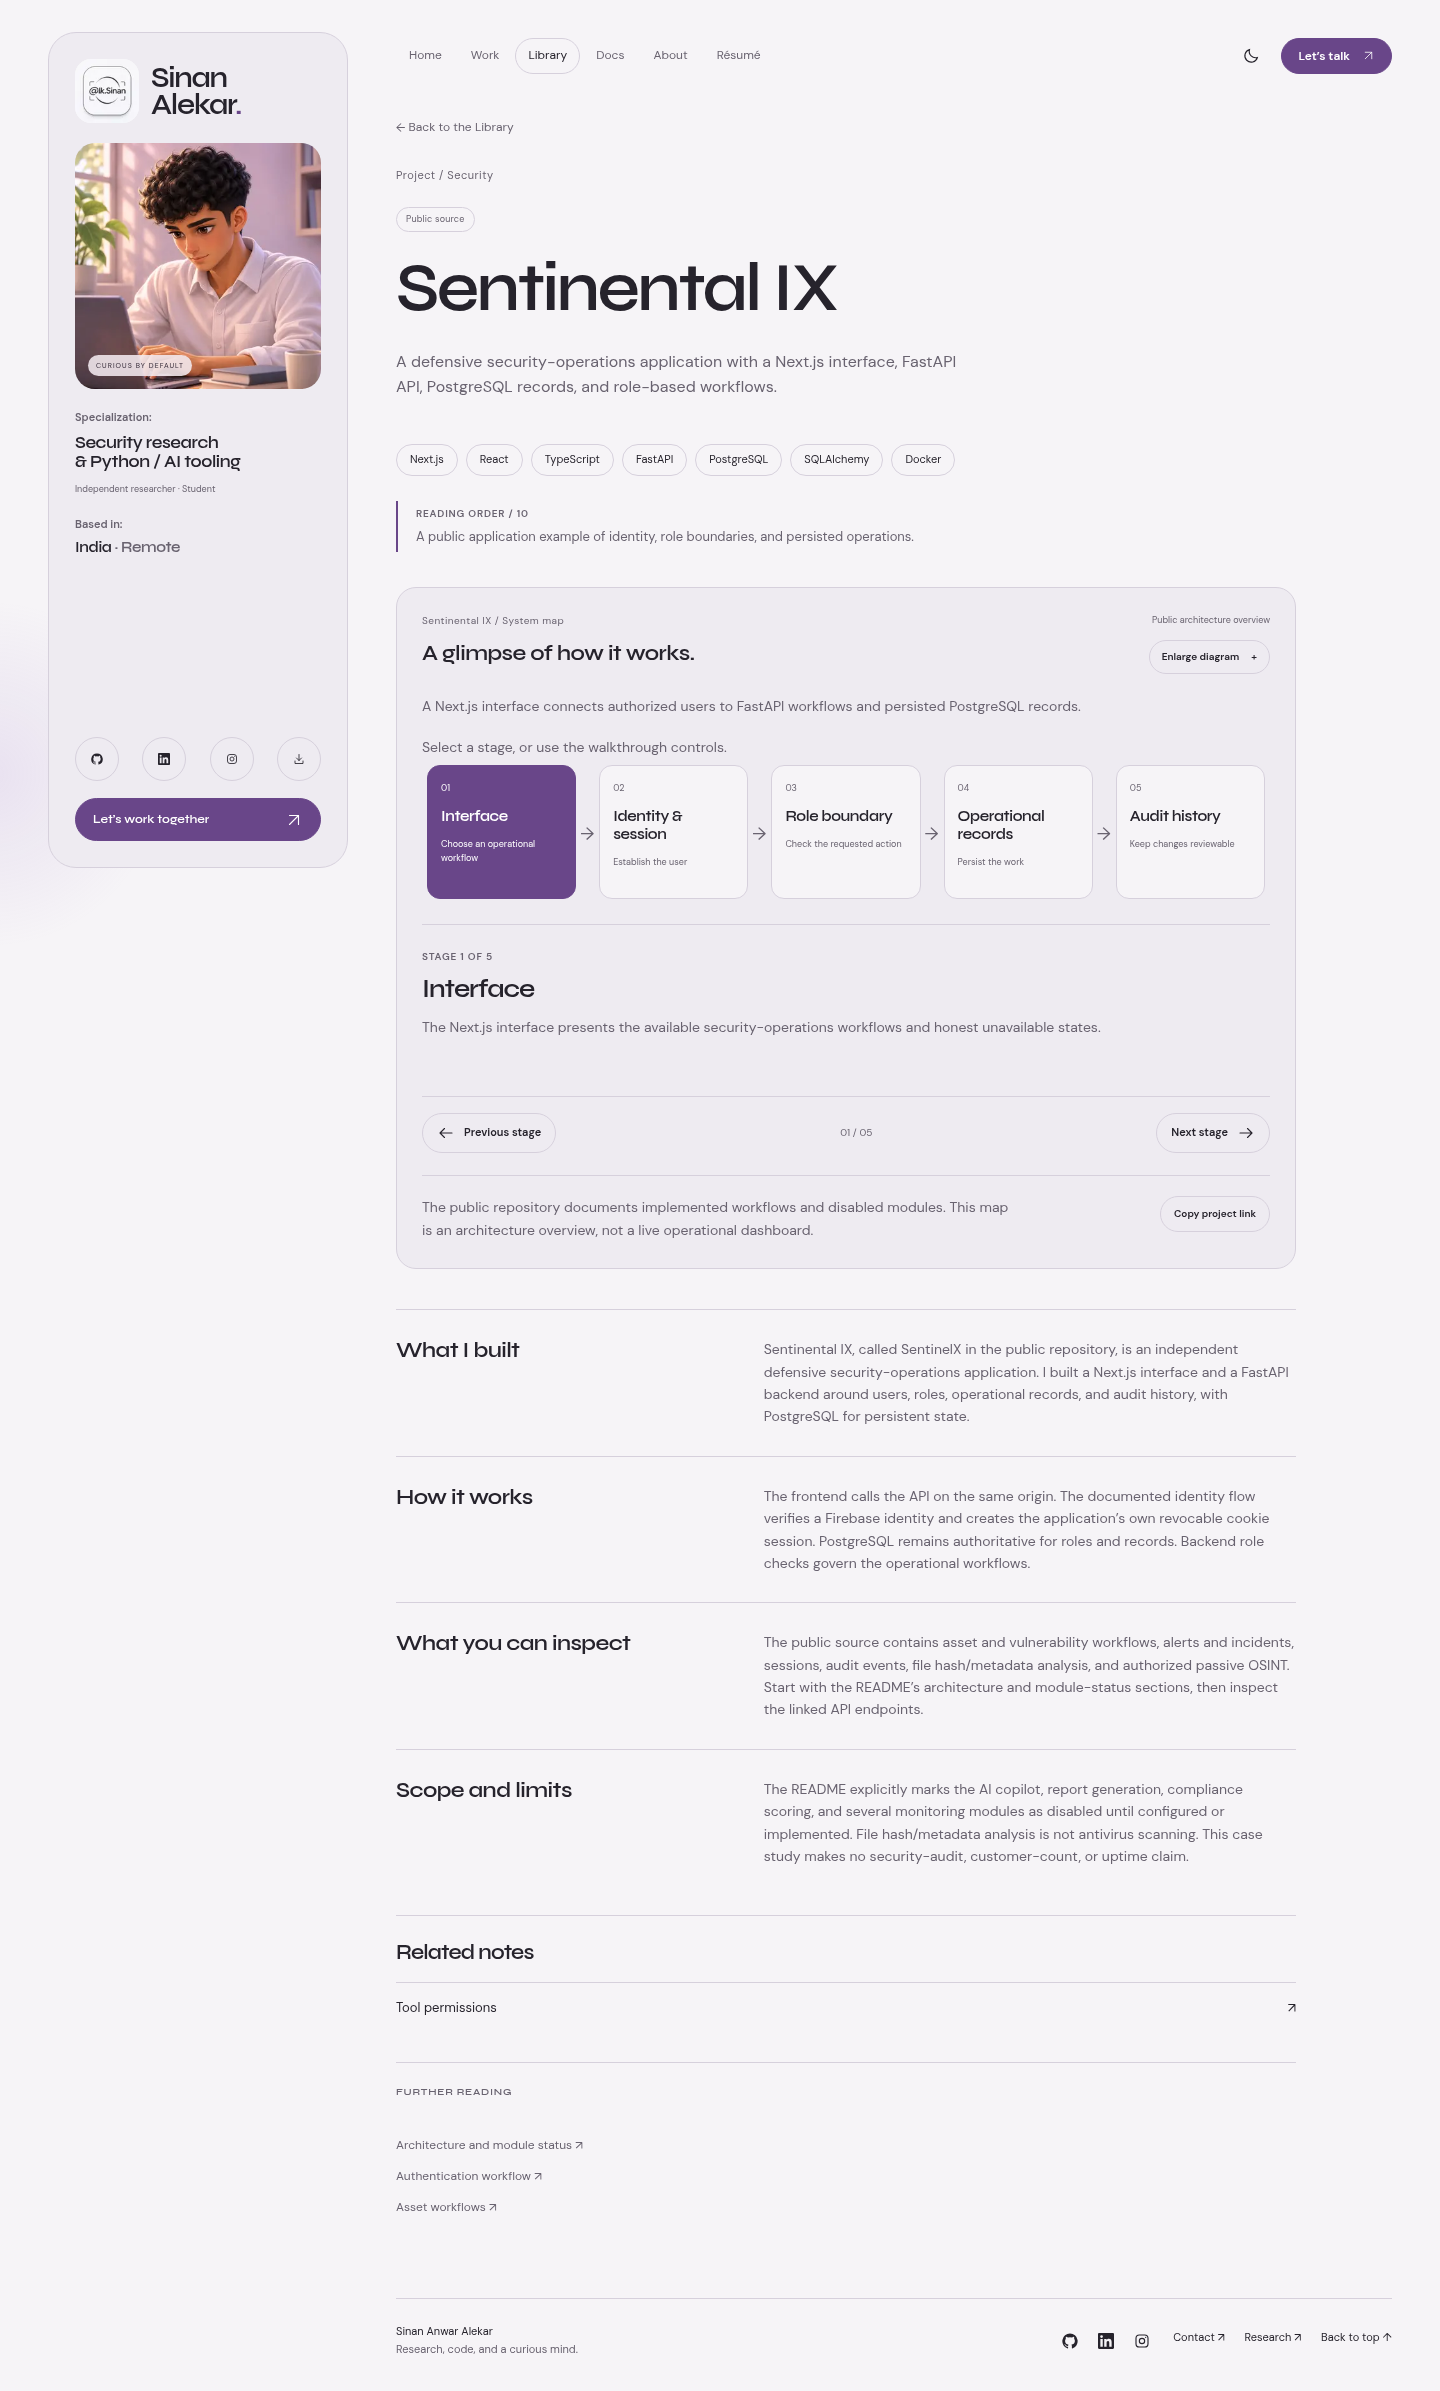 @Ik.Sinan
Sinan
Alekar.
CURIOUS BY DEFAULT
Specialization:
Security research
& Python / AI tooling
Independent researcher · Student
Based in:
India · Remote
Let's work together
Home Work Library Docs About Résumé
Let's talk
← Back to the Library
Project / Security
Public source
Sentinental IX
A defensive security-operations application with a Next.js interface, FastAPI
API, PostgreSQL records, and role-based workflows.
Next.js React TypeScript FastAPI PostgreSQL SQLAlchemy Docker
READING ORDER / 10
A public application example of identity, role boundaries, and persisted operations.
Sentinental IX / System map
Public architecture overview
A glimpse of how it works.
Enlarge diagram +
A Next.js interface connects authorized users to FastAPI workflows and persisted PostgreSQL records.
Select a stage, or use the walkthrough controls.
01
Interface
Choose an operational
workflow
→
02
Identity &
session
Establish the user
→
03
Role boundary
Check the requested action
→
04
Operational
records
Persist the work
→
05
Audit history
Keep changes reviewable
STAGE 1 OF 5
Interface
The Next.js interface presents the available security-operations workflows and honest unavailable states.
← Previous stage
01 / 05
Next stage →
The public repository documents implemented workflows and disabled modules. This map
is an architecture overview, not a live operational dashboard.
Copy project link
What I built
Sentinental IX, called SentinelX in the public repository, is an independent
defensive security-operations application. I built a Next.js interface and a FastAPI
backend around users, roles, operational records, and audit history, with
PostgreSQL for persistent state.
How it works
The frontend calls the API on the same origin. The documented identity flow
verifies a Firebase identity and creates the application's own revocable cookie
session. PostgreSQL remains authoritative for roles and records. Backend role
checks govern the operational workflows.
What you can inspect
The public source contains asset and vulnerability workflows, alerts and incidents,
sessions, audit events, file hash/metadata analysis, and authorized passive OSINT.
Start with the README's architecture and module-status sections, then inspect
the linked API endpoints.
Scope and limits
The README explicitly marks the AI copilot, report generation, compliance
scoring, and several monitoring modules as disabled until configured or
implemented. File hash/metadata analysis is not antivirus scanning. This case
study makes no security-audit, customer-count, or uptime claim.
Related notes
Tool permissions ↗
FURTHER READING
Architecture and module status ↗
Authentication workflow ↗
Asset workflows ↗
Sinan Anwar Alekar
Research, code, and a curious mind.
Contact ↗ Research ↗ Back to top ↑